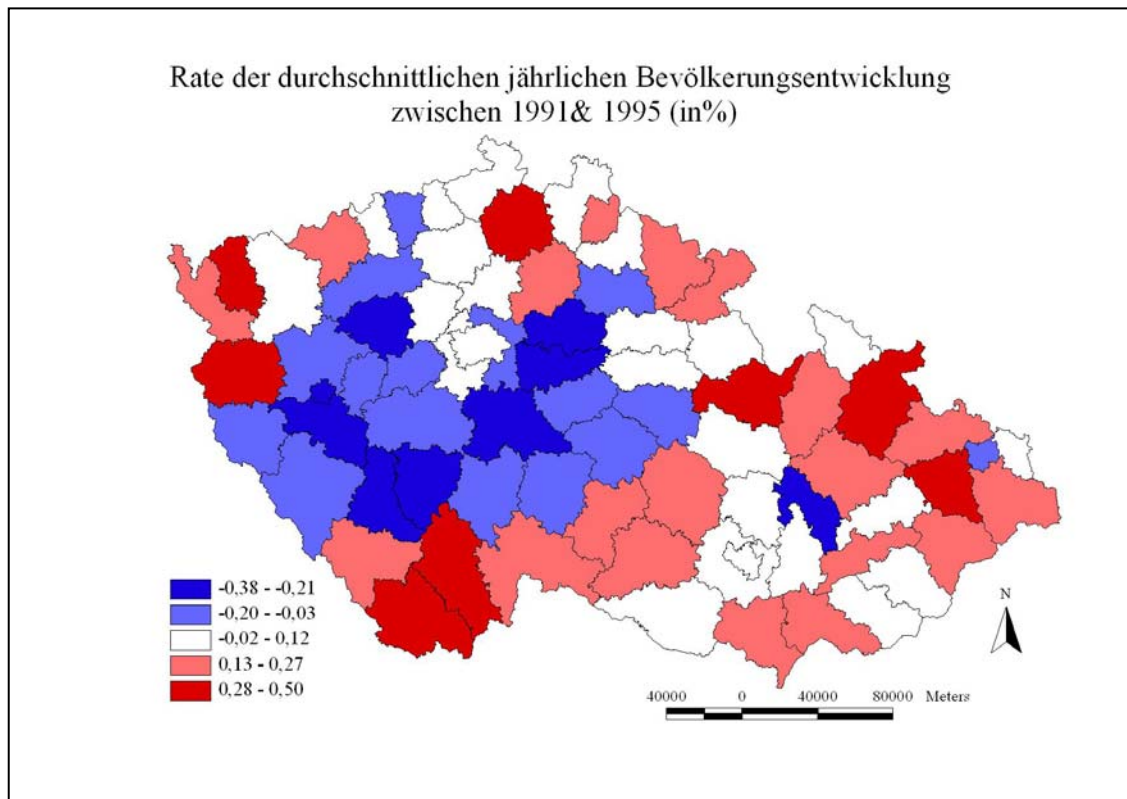 Rate der durchschnittlichen jährlichen Bevölkerungsentwicklung
zwischen 1991& 1995 (in%)
-0,38 - -0,21
-0,20 - -0,03
-0,02 - 0,12
0,13 - 0,27
0,28 - 0,50
N
40000 0 40000 80000 Meters